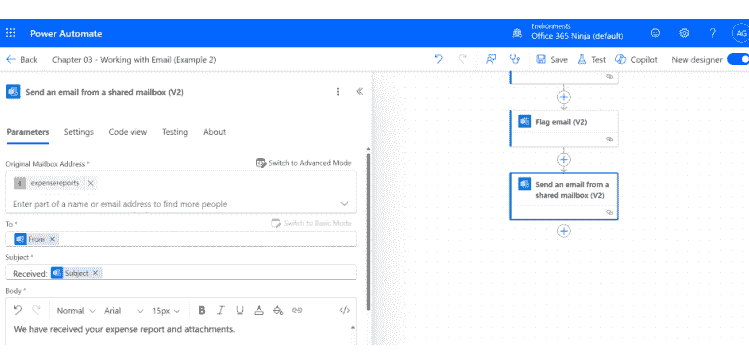 Power Automate
Environments
Office 365 Ninja (default)
?
AG
Back
Chapter 03 - Working with Email (Example 2)
Save
Test
Copilot
New designer
Send an email from a shared mailbox (V2)
Parameters
Settings
Code view
Testing
About
Original Mailbox Address *
Switch to Advanced Mode
expensereports
Enter part of a name or email address to find more people
To *
Switch to Basic Mode
From
Subject *
Received: Subject
Body *
Normal
Arial
15px
B I U
</>
We have received your expense report and attachments.
Flag email (V2)
Send an email from a
shared mailbox (V2)